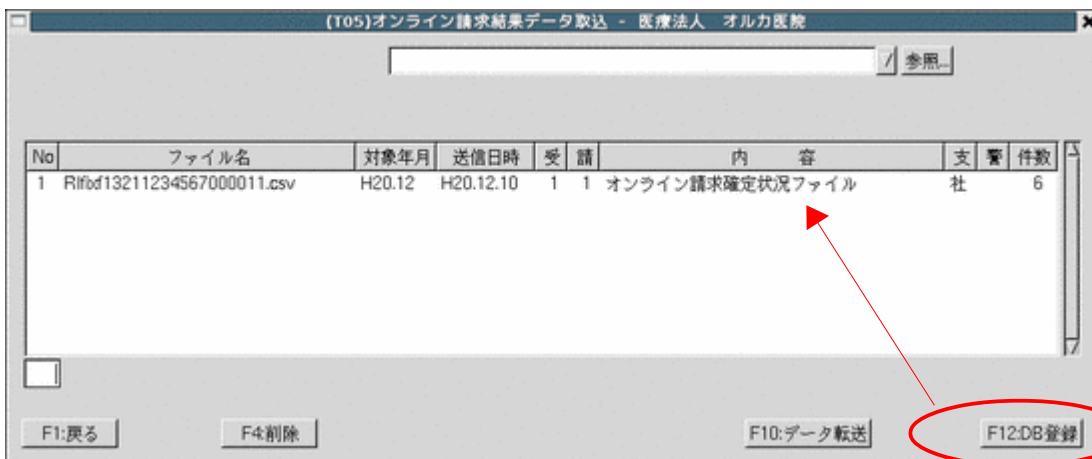 (T05)オンライン請求結果データ取込 - 医療法人 オルカ医院
参照...
No ファイル名 対象年月 送信日時 受 請 内 容 支 警 件数
1 RIfbd13211234567000011.csv H20.12 H20.12.10 1 1 オンライン請求確定状況ファイル 社 6
F1:戻る F4:削除 F10:データ転送 F12:DB登録